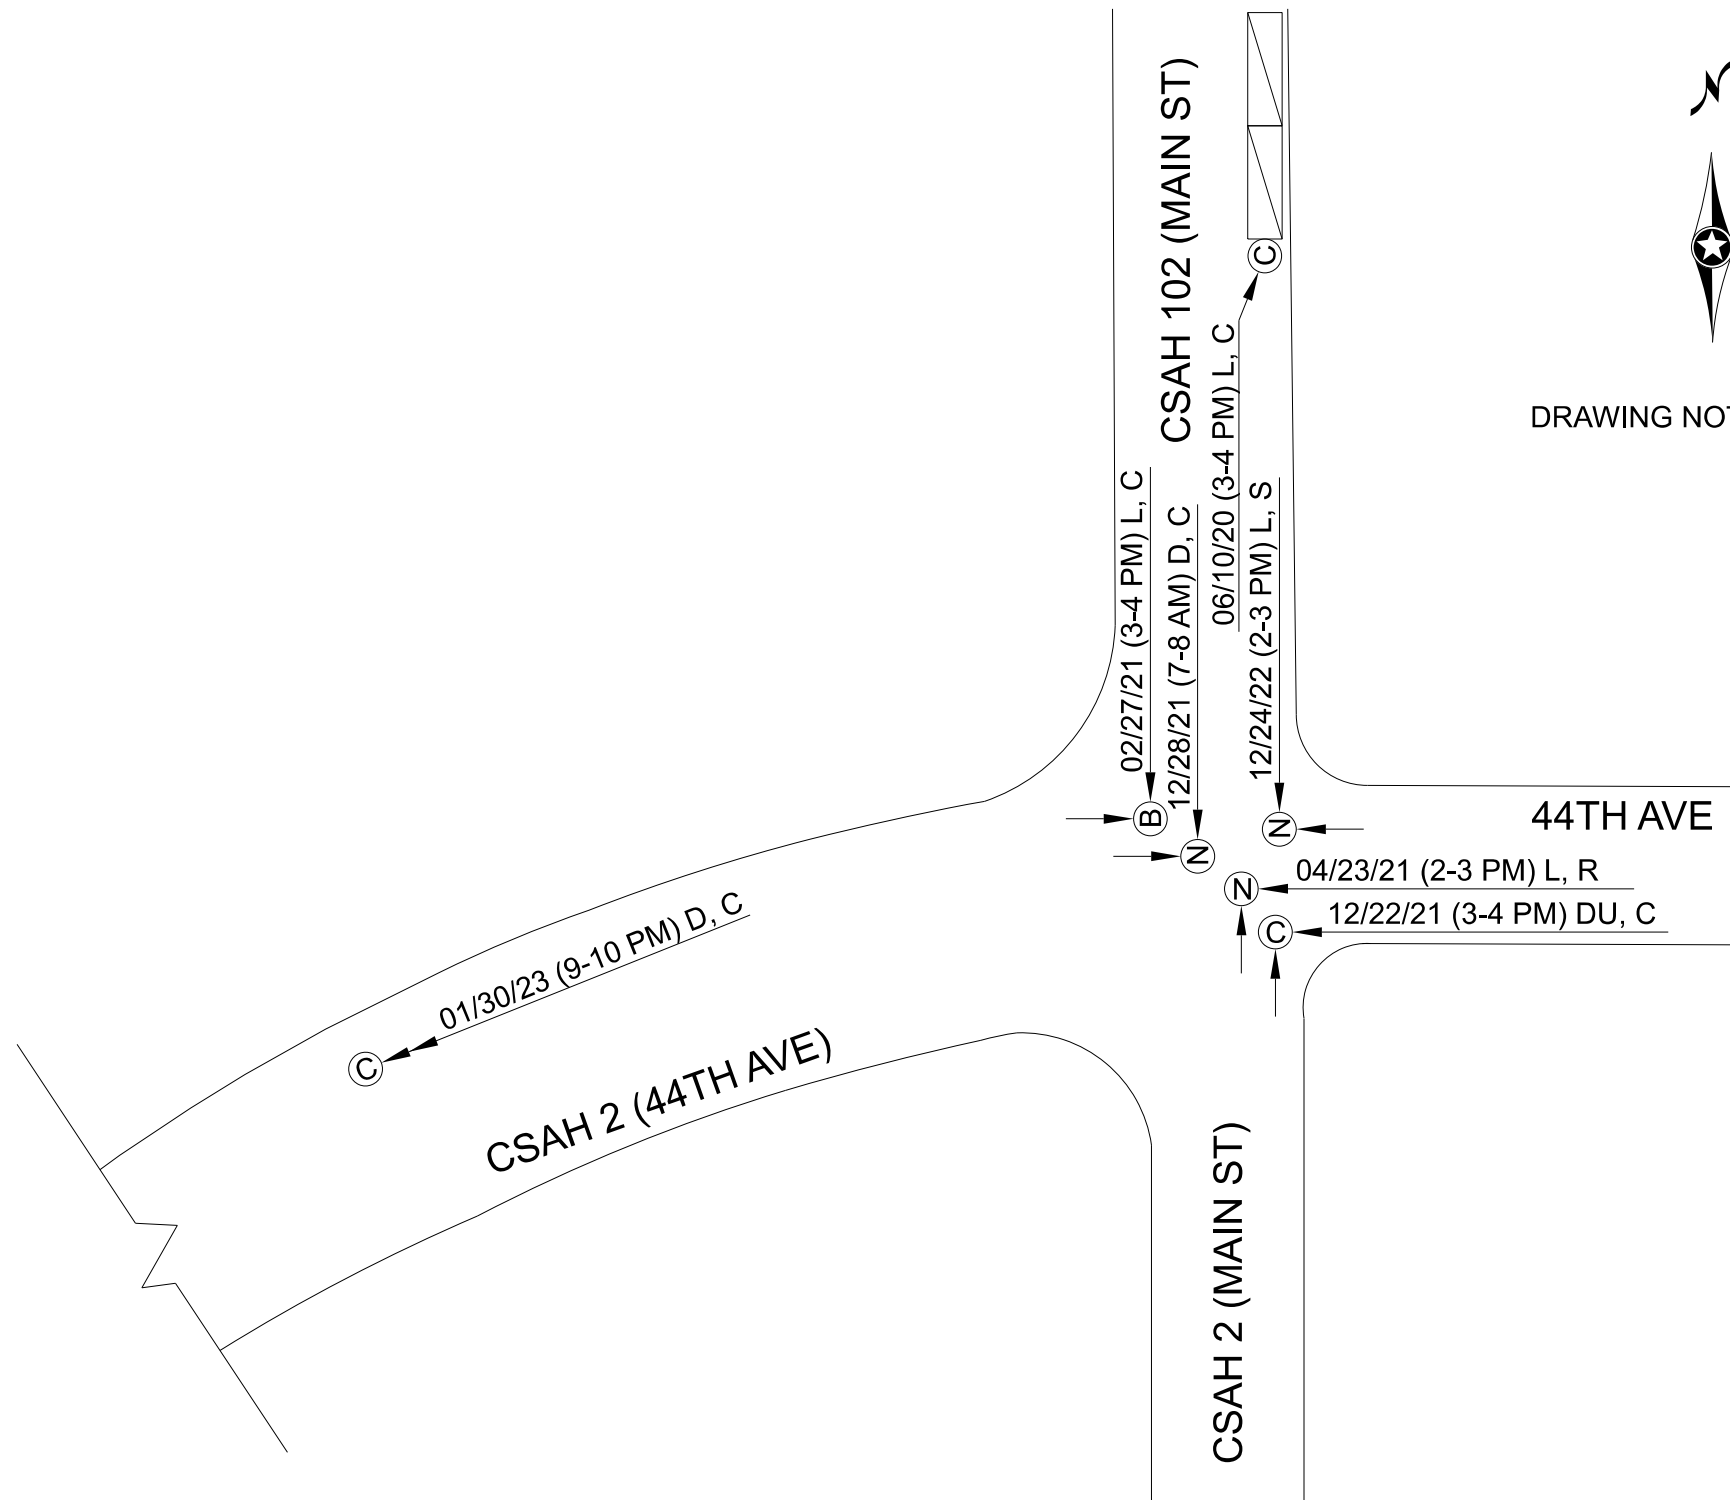 CSAH 102 (MAIN ST)
N
C
DRAWING NOT
06/10/20 (3-4 PM) L, C
02/27/21 (3-4 PM) L, C
12/28/21 (7-8 AM) D, C
12/24/22 (2-3 PM) L, S
B
N
N
44TH AVE
N
04/23/21 (2-3 PM) L, R
C
12/22/21 (3-4 PM) DU, C
01/30/23 (9-10 PM) D, C
C
CSAH 2 (44TH AVE)
CSAH 2 (MAIN ST)